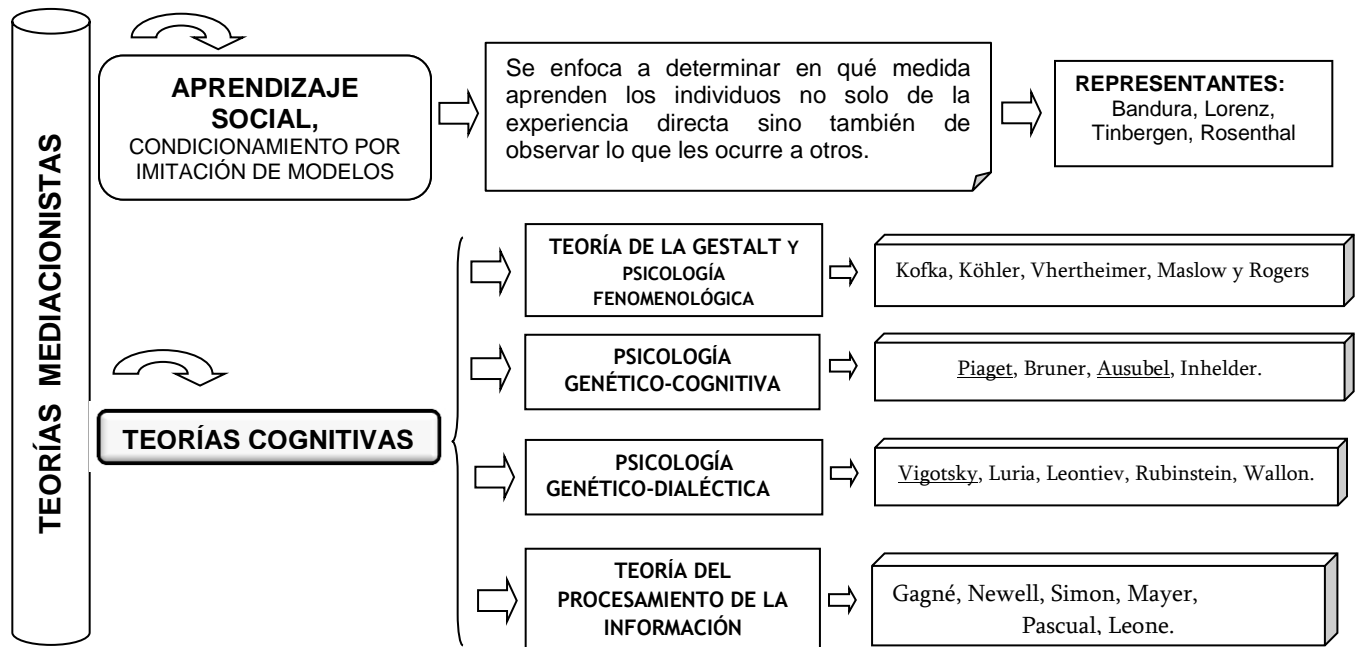 TEORÍAS MEDIACIONISTAS
APRENDIZAJE
SOCIAL,
CONDICIONAMIENTO POR
IMITACIÓN DE MODELOS
Se enfoca a determinar en qué medida
aprenden los individuos no solo de la
experiencia directa sino también de
observar lo que les ocurre a otros.
REPRESENTANTES:
Bandura, Lorenz,
Tinbergen, Rosenthal
TEORÍAS COGNITIVAS
TEORÍA DE LA GESTALT Y
PSICOLOGÍA
FENOMENOLÓGICA
Kofka, Köhler, Vhertheimer, Maslow y Rogers
PSICOLOGÍA
GENÉTICO-COGNITIVA
Piaget, Bruner, Ausubel, Inhelder.
PSICOLOGÍA
GENÉTICO-DIALÉCTICA
Vigotsky, Luria, Leontiev, Rubinstein, Wallon.
TEORÍA DEL
PROCESAMIENTO DE LA
INFORMACIÓN
Gagné, Newell, Simon, Mayer,
Pascual, Leone.